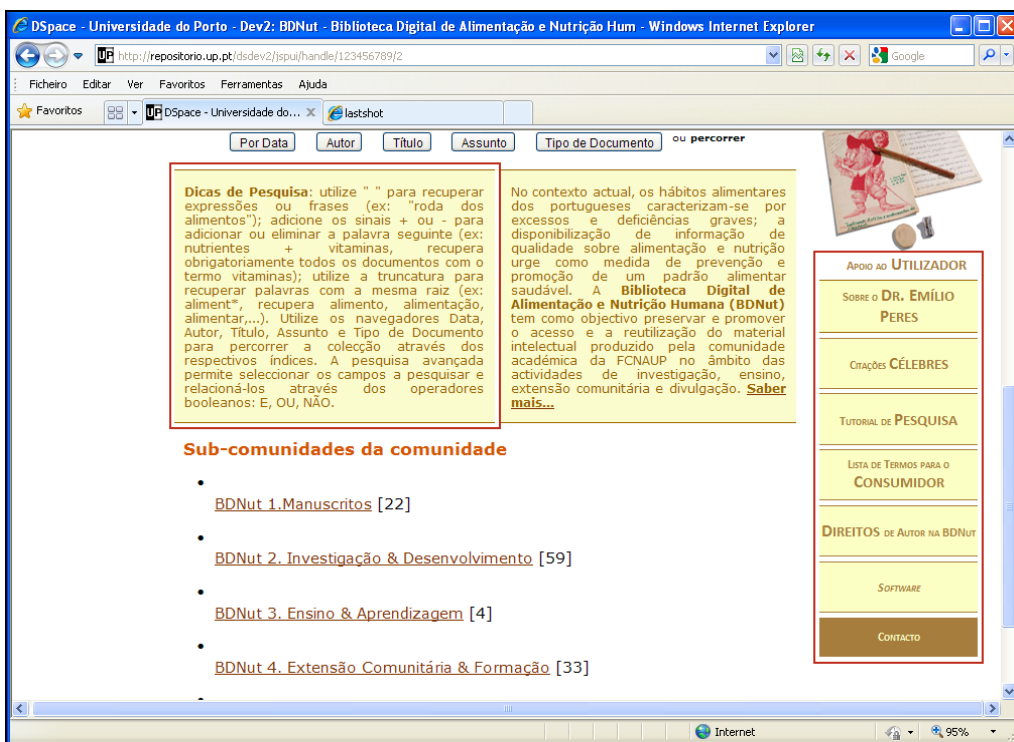 DSpace - Universidade do Porto - Dev2: BDNut - Biblioteca Digital de Alimentação e Nutrição Hum - Windows Internet Explorer
http://repositorio.up.pt/dsdev2/jspui/handle/123456789/2
Google
Ficheiro Editar Ver Favoritos Ferramentas Ajuda
Favoritos
UP DSpace - Universidade do... X
lastshot
Por Data Autor Título Assunto Tipo de Documento ou percorrer
Dicas de Pesquisa: utilize " " para recuperar
expressões ou frases (ex: "roda dos
alimentos"); adicione os sinais + ou - para
adicionar ou eliminar a palavra seguinte (ex:
nutrientes + vitaminas, recupera
obrigatoriamente todos os documentos com o
termo vitaminas); utilize a truncatura para
recuperar palavras com a mesma raiz (ex:
aliment*, recupera alimento, alimentação,
alimentar,...). Utilize os navegadores Data,
Autor, Título, Assunto e Tipo de Documento
para percorrer a colecção através dos
respectivos índices. A pesquisa avançada
permite seleccionar os campos a pesquisar e
relacioná-los através dos operadores
booleanos: E, OU, NÃO.
No contexto actual, os hábitos alimentares
dos portugueses caracterizam-se por
excessos e deficiências graves; a
disponibilização de informação de
qualidade sobre alimentação e nutrição
urge como medida de prevenção e
promoção de um padrão alimentar
saudável. A Biblioteca Digital de
Alimentação e Nutrição Humana (BDNut)
tem como objectivo preservar e promover
o acesso e a reutilização do material
intelectual produzido pela comunidade
académica da FCNAUP no âmbito das
actividades de investigação, ensino,
extensão comunitária e divulgação. Saber
mais...
Apoio ao UTILIZADOR
Sobre o DR. EMÍLIO
PERES
Citações CÉLEBRES
Tutorial de PESQUISA
Lista de Termos para o
CONSUMIDOR
DIREITOS de Autor na BDNut
Software
Contacto
Sub-comunidades da comunidade
BDNut 1.Manuscritos [22]
BDNut 2. Investigação & Desenvolvimento [59]
BDNut 3. Ensino & Aprendizagem [4]
BDNut 4. Extensão Comunitária & Formação [33]
Internet
95%